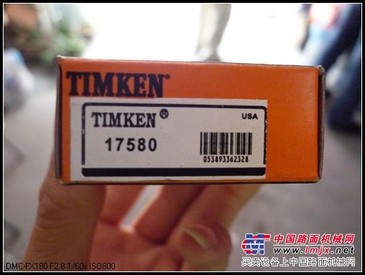 TIMKEN®
TIMKEN®
USA
17580
053893362328
中国路面机械网
www.lmjx.net
买卖设备上中国路面机械网
DMC-FX180 F2.8 1/60s ISO800